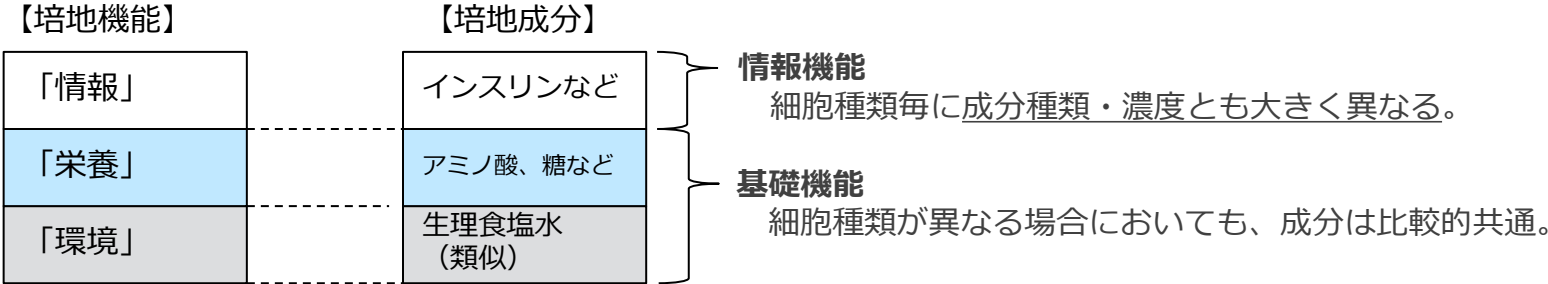 【培地機能】
【培地成分】
「情報」
インスリンなど
情報機能
細胞種類毎に成分種類・濃度とも大きく異なる。
「栄養」
アミノ酸、糖など
基礎機能
細胞種類が異なる場合においても、成分は比較的共通。
「環境」
生理食塩水
（類似）